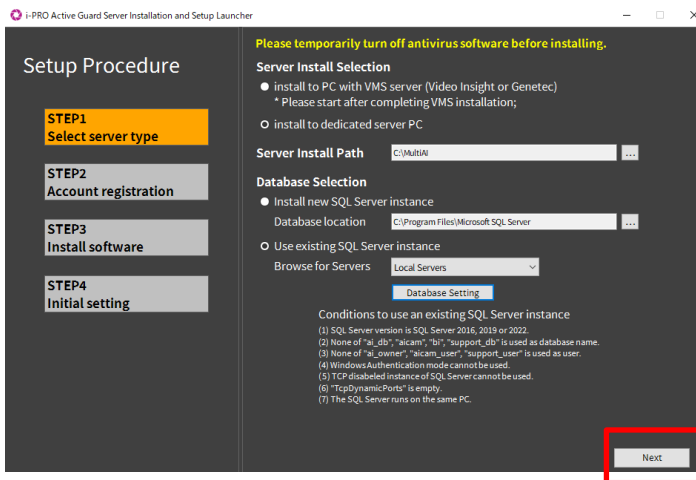 i-PRO Active Guard Server Installation and Setup Launcher
Setup Procedure
STEP1
Select server type
STEP2
Account registration
STEP3
Install software
STEP4
Initial setting
Please temporarily turn off antivirus software before installing.
Server Install Selection
install to PC with VMS server (Video Insight or Genetec)
* Please start after completing VMS installation;
install to dedicated server PC
Server Install Path
C:\MultiAI
...
Database Selection
Install new SQL Server instance
Database location
C:\Program Files\Microsoft SQL Server
...
Use existing SQL Server instance
Browse for Servers
Local Servers
Database Setting
Conditions to use an existing SQL Server instance
(1) SQL Server version is SQL Server 2016, 2019 or 2022.
(2) None of "ai_db", "aicam", "bi", "support_db" is used as database name.
(3) None of "ai_owner", "aicam_user", "support_user" is used as user.
(4) Windows Authentication mode cannot be used.
(5) TCP disabeled instance of SQL Server cannot be used.
(6) "TcpDynamicPorts" is empty.
(7) The SQL Server runs on the same PC.
Next